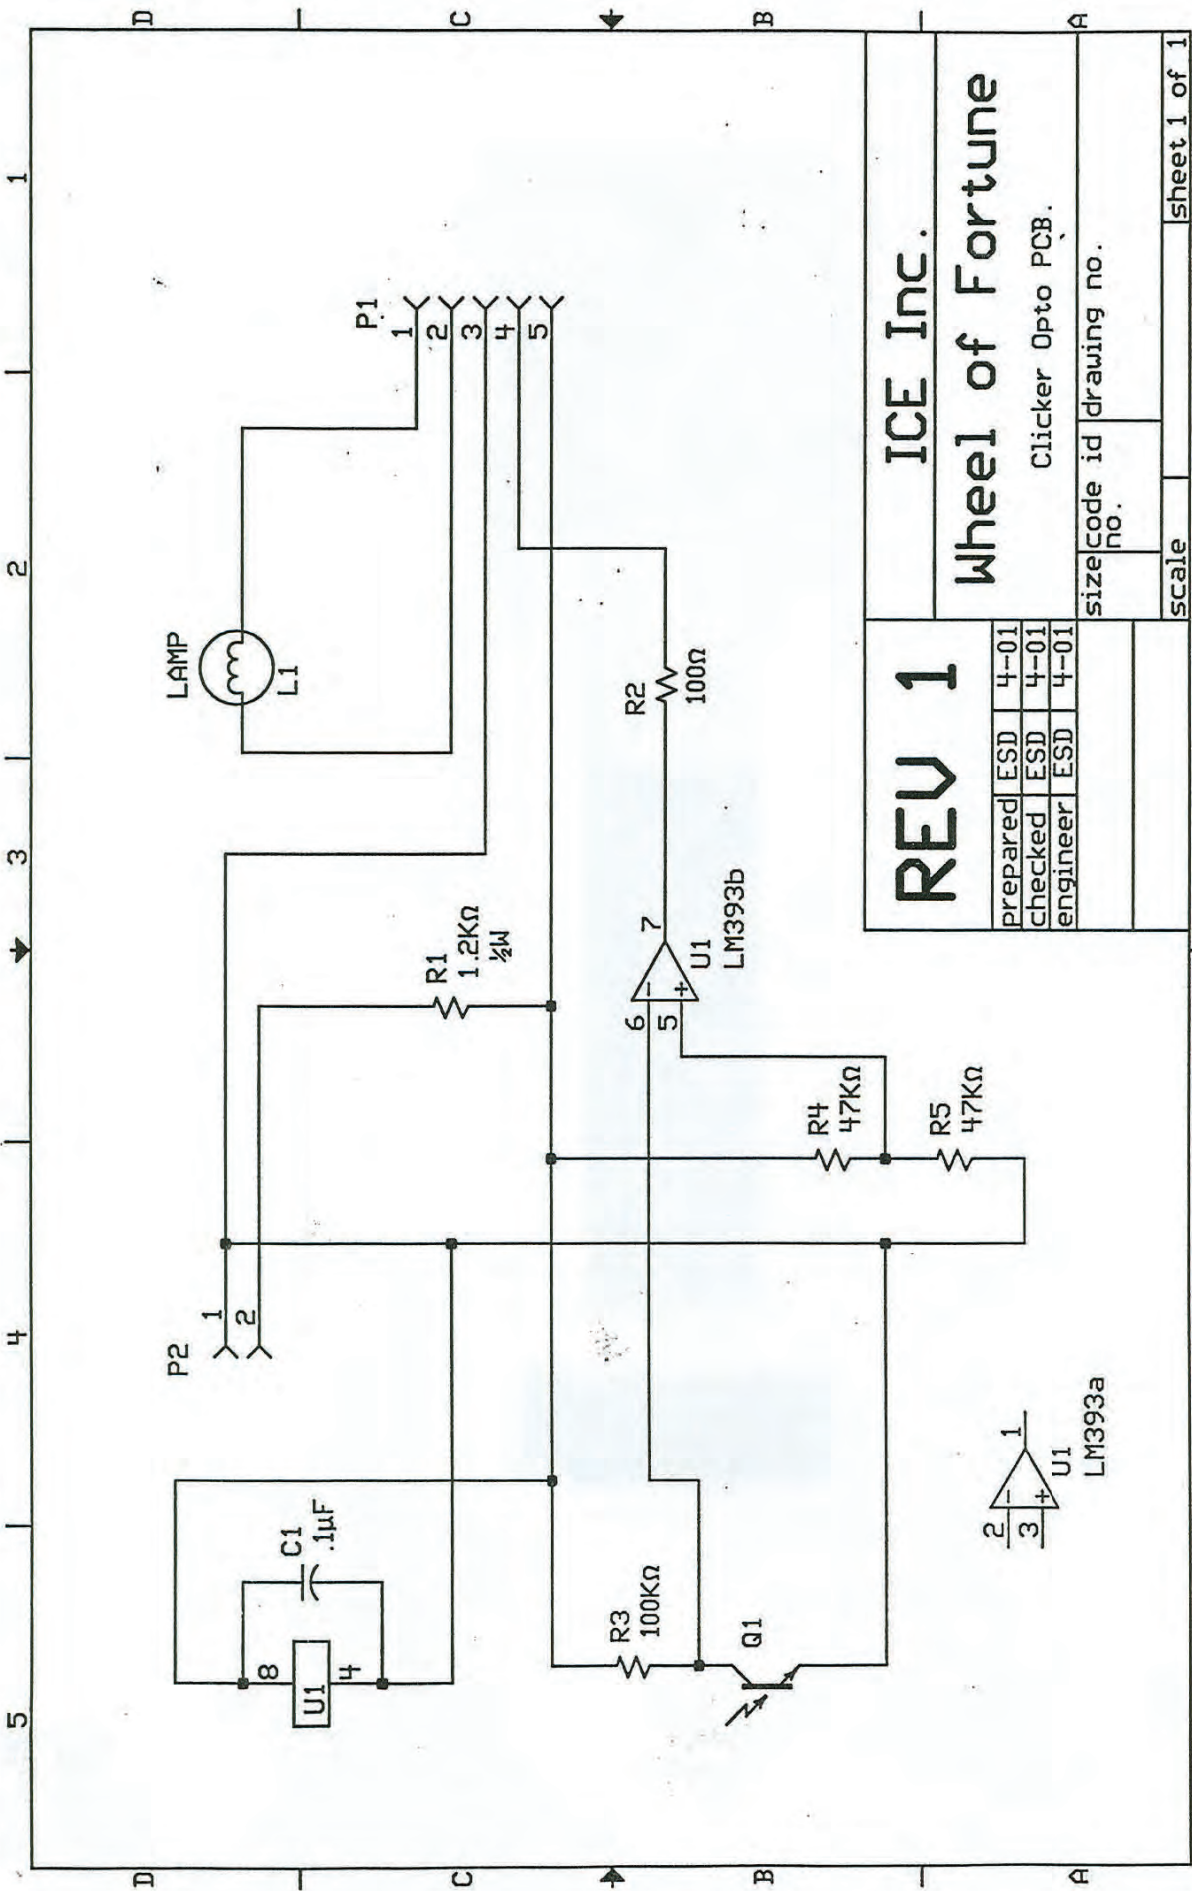 5
4
3
2
1
D
C
B
A
D
C
B
A
LAMP
L1
P1
1
2
3
4
5
P2
1
2
8
U1
4
C1
.1µF
R1
1.2KΩ
½W
R3
100KΩ
Q1
6
5
7
U1
LM393b
R2
100Ω
R4
47KΩ
R5
47KΩ
2
3
1
U1
LM393a
REV 1
prepared ESD 4-01
checked ESD 4-01
engineer ESD 4-01
ICE Inc.
Wheel of Fortune
Clicker Opto PCB.
size code id no. drawing no.
scale sheet 1 of 1